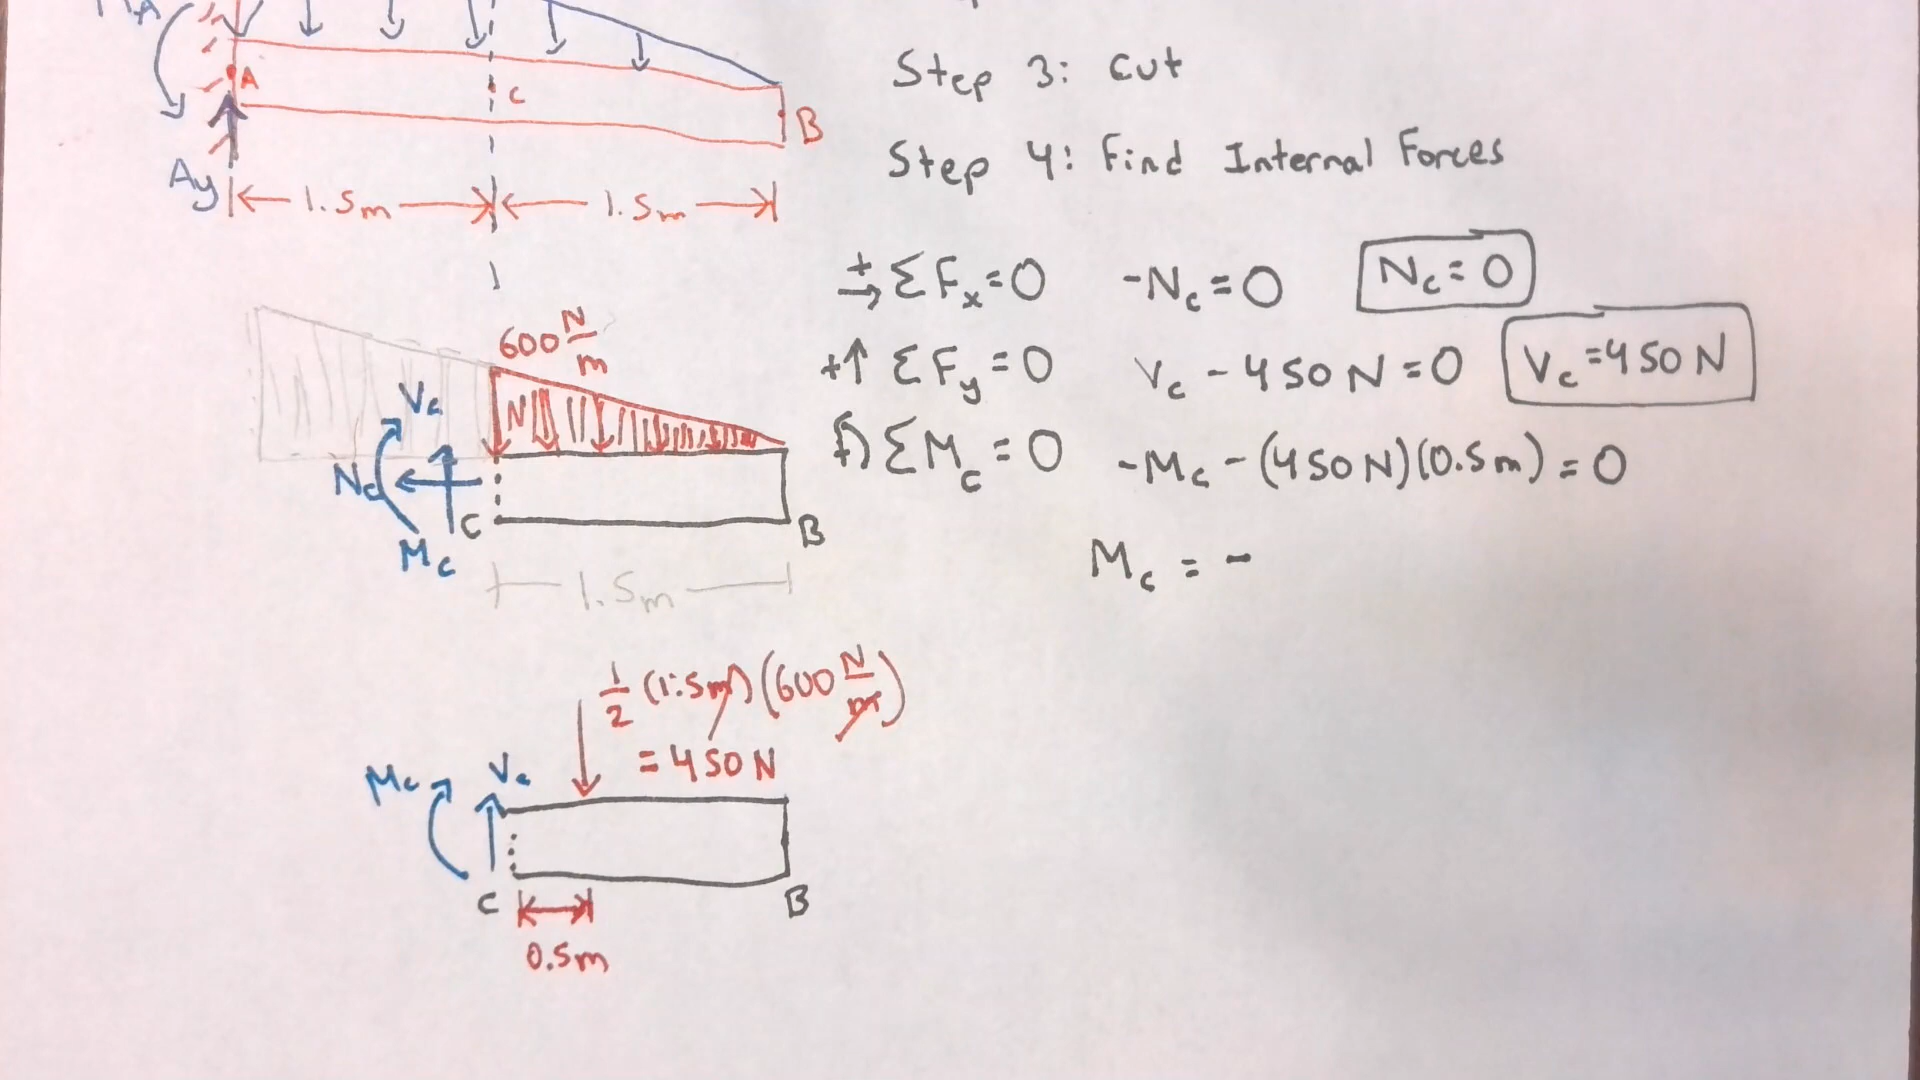 MA
A
C
B
Ay
1.5m
1.5m
Step 3: Cut
Step 4: Find Internal Forces
+→ ΣFx=0 -Nc=0 Nc=0
+↑ ΣFy=0 Vc-450N=0 Vc=450N
ΣMc=0 -Mc-(450N)(0.5m)=0
Mc=-
600 N/m
Vc
Nc
Mc
C
B
1.5m
1/2 (1.5m)(600 N/m)
=450N
Mc
Vc
C
B
0.5m